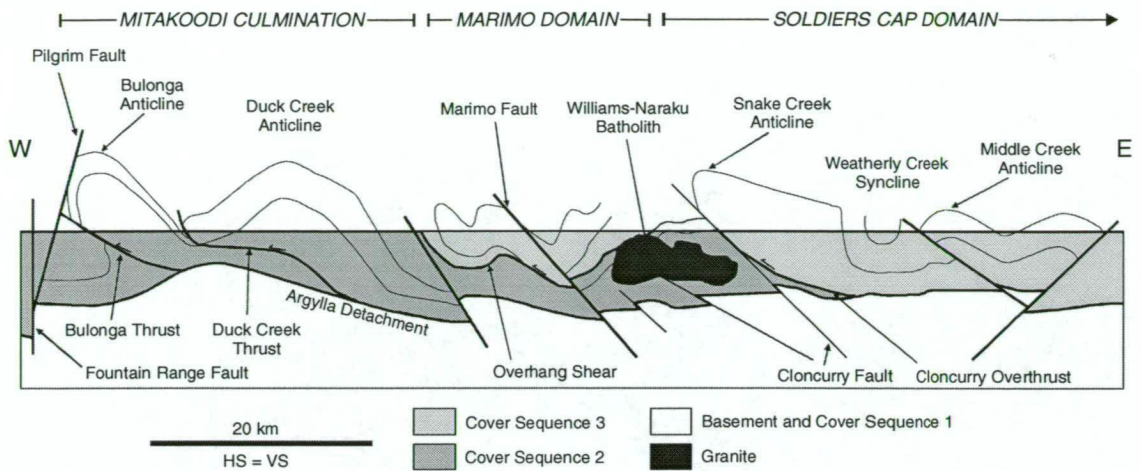 MITAKOODI CULMINATION
MARIMO DOMAIN
SOLDIERS CAP DOMAIN
Pilgrim Fault
Bulonga
Anticline
Duck Creek
Anticline
Marimo Fault
Williams-Naraku
Batholith
Snake Creek
Anticline
Weatherly Creek
Syncline
Middle Creek
Anticline
W
E
Argylla Detachment
Bulonga Thrust
Duck Creek
Thrust
Fountain Range Fault
Overhang Shear
Cloncurry Fault
Cloncurry Overthrust
20 km
HS = VS
Cover Sequence 3
Cover Sequence 2
Basement and Cover Sequence 1
Granite